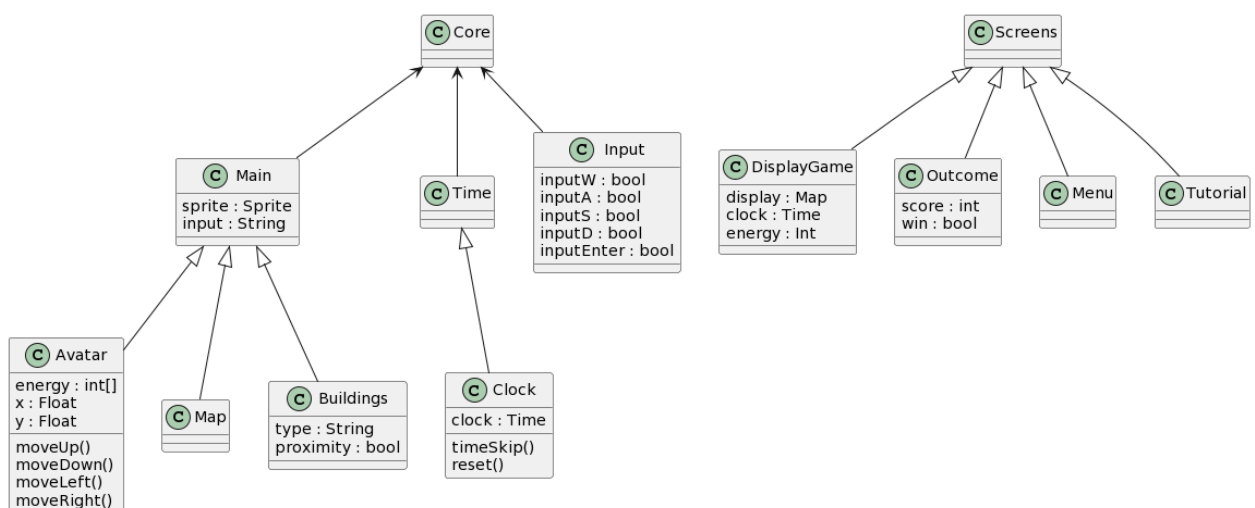 C Core
C Screens
C Main
sprite : Sprite
input : String
C Time
C Input
inputW : bool
inputA : bool
inputS : bool
inputD : bool
inputEnter : bool
C DisplayGame
display : Map
clock : Time
energy : Int
C Outcome
score : int
win : bool
C Menu
C Tutorial
C Avatar
energy : int[]
x : Float
y : Float
moveUp()
moveDown()
moveLeft()
moveRight()
C Map
C Buildings
type : String
proximity : bool
C Clock
clock : Time
timeSkip()
reset()